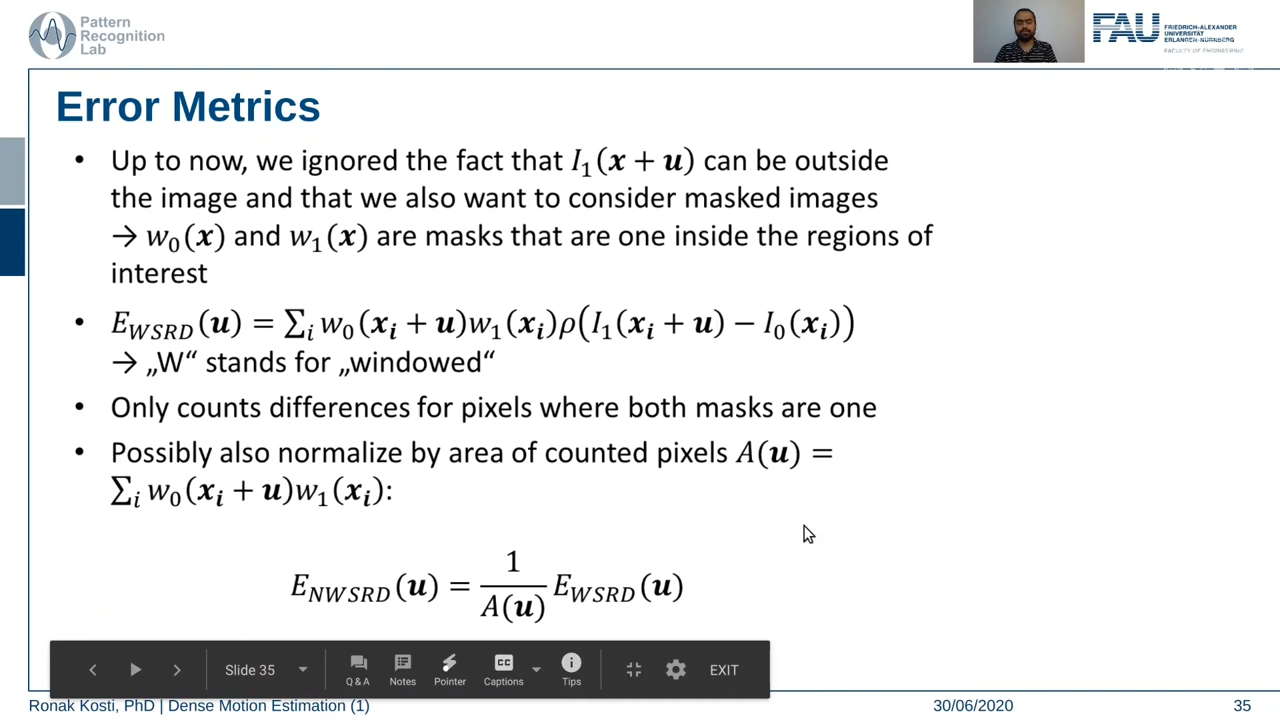 Pattern
Recognition
Lab
FAU
FRIEDRICH-ALEXANDER
UNIVERSITÄT
ERLANGEN-NÜRNBERG
FACULTY OF ENGINEERING
Error Metrics
• Up to now, we ignored the fact that I₁(x + u) can be outside
the image and that we also want to consider masked images
→ w₀(x) and w₁(x) are masks that are one inside the regions of
interest
• E_WSRD(u) = ∑ᵢ w₀(xᵢ + u)w₁(xᵢ)ρ(I₁(xᵢ + u) − I₀(xᵢ))
→ „W“ stands for „windowed“
• Only counts differences for pixels where both masks are one
• Possibly also normalize by area of counted pixels A(u) =
∑ᵢ w₀(xᵢ + u)w₁(xᵢ):
E_NWSRD(u) = 1/A(u) E_WSRD(u)
Slide 35
Q & A
Notes
Pointer
CC
Captions
Tips
EXIT
Ronak Kosti, PhD | Dense Motion Estimation (1)
30/06/2020
35